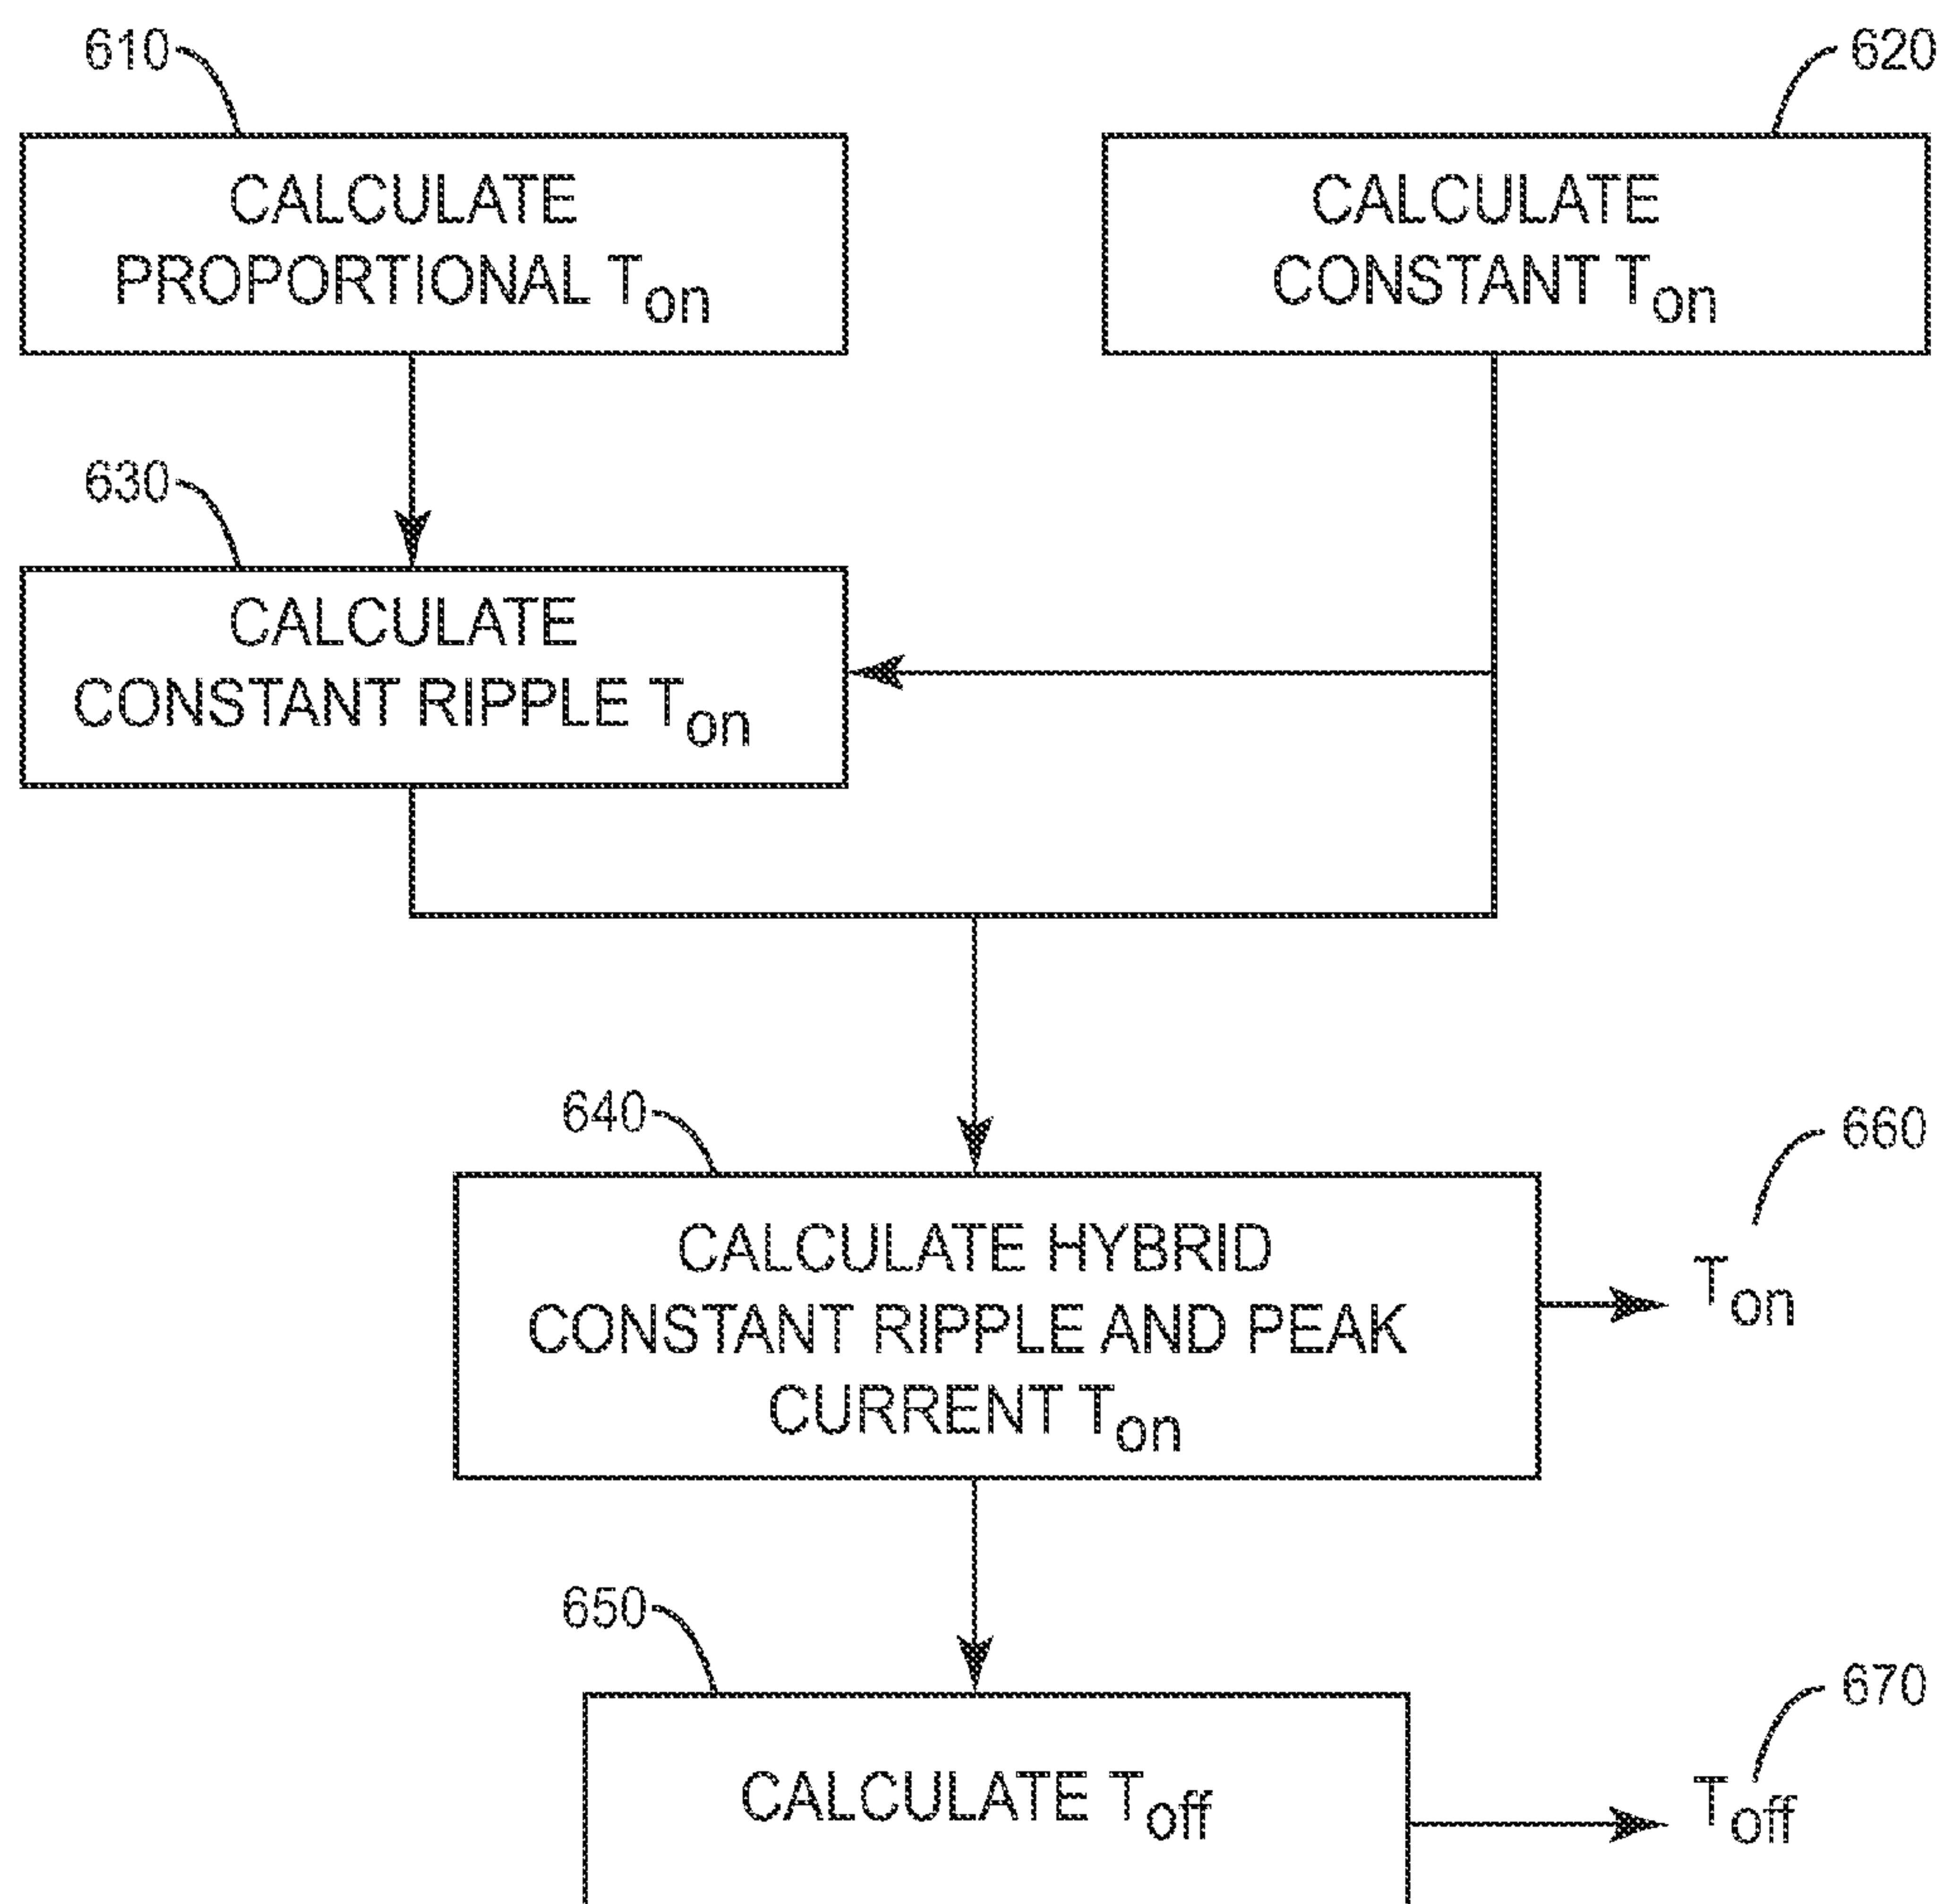 610
620
CALCULATE
PROPORTIONAL Ton
CALCULATE
CONSTANT Ton
630
CALCULATE
CONSTANT RIPPLE Ton
640
660
CALCULATE HYBRID
CONSTANT RIPPLE AND PEAK
CURRENT Ton
Ton
650
670
CALCULATE Toff
Toff